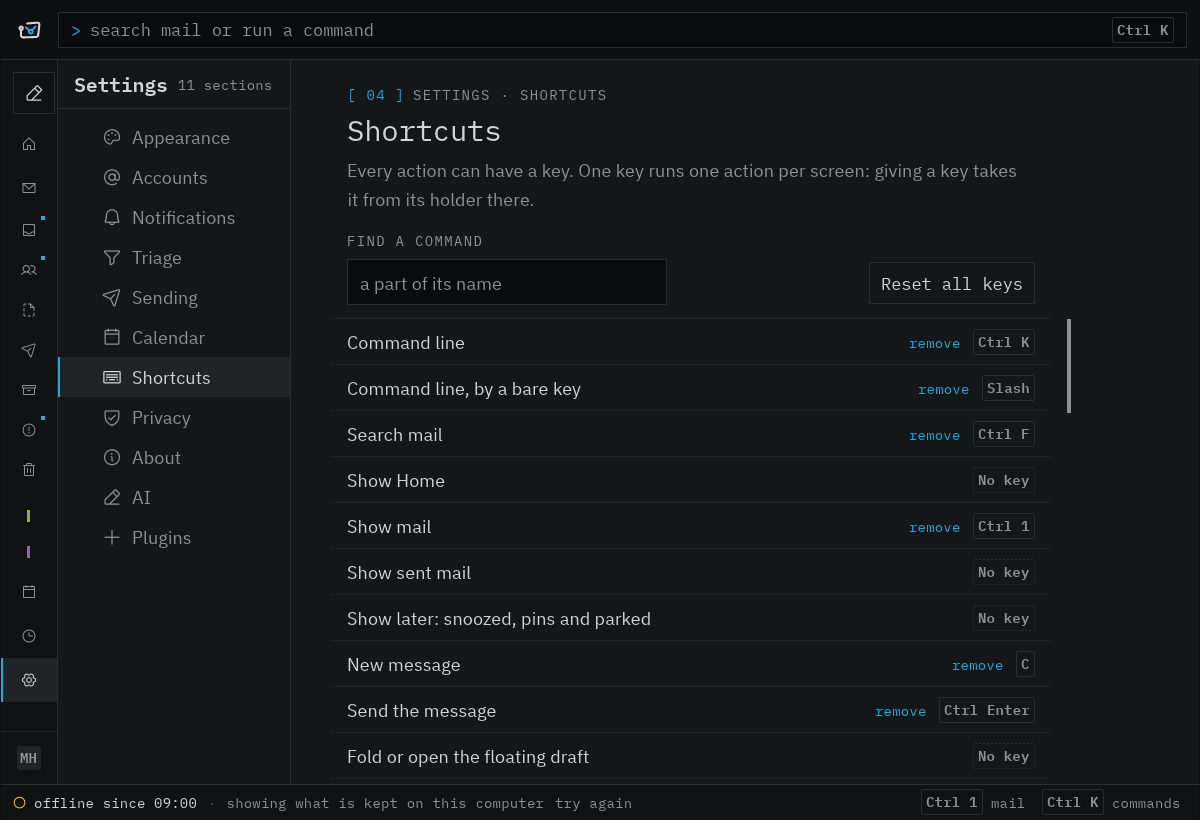 > search mail or run a command Ctrl K
Settings 11 sections
Appearance
Accounts
Notifications
Triage
Sending
Calendar
Shortcuts
Privacy
About
AI
Plugins
MH
[ 04 ] SETTINGS · SHORTCUTS
Shortcuts
Every action can have a key. One key runs one action per screen: giving a key takes
it from its holder there.
FIND A COMMAND
a part of its name
Reset all keys
Command line remove Ctrl K
Command line, by a bare key remove Slash
Search mail remove Ctrl F
Show Home No key
Show mail remove Ctrl 1
Show sent mail No key
Show later: snoozed, pins and parked No key
New message remove C
Send the message remove Ctrl Enter
Fold or open the floating draft No key
offline since 09:00 · showing what is kept on this computer try again Ctrl 1 mail Ctrl K commands